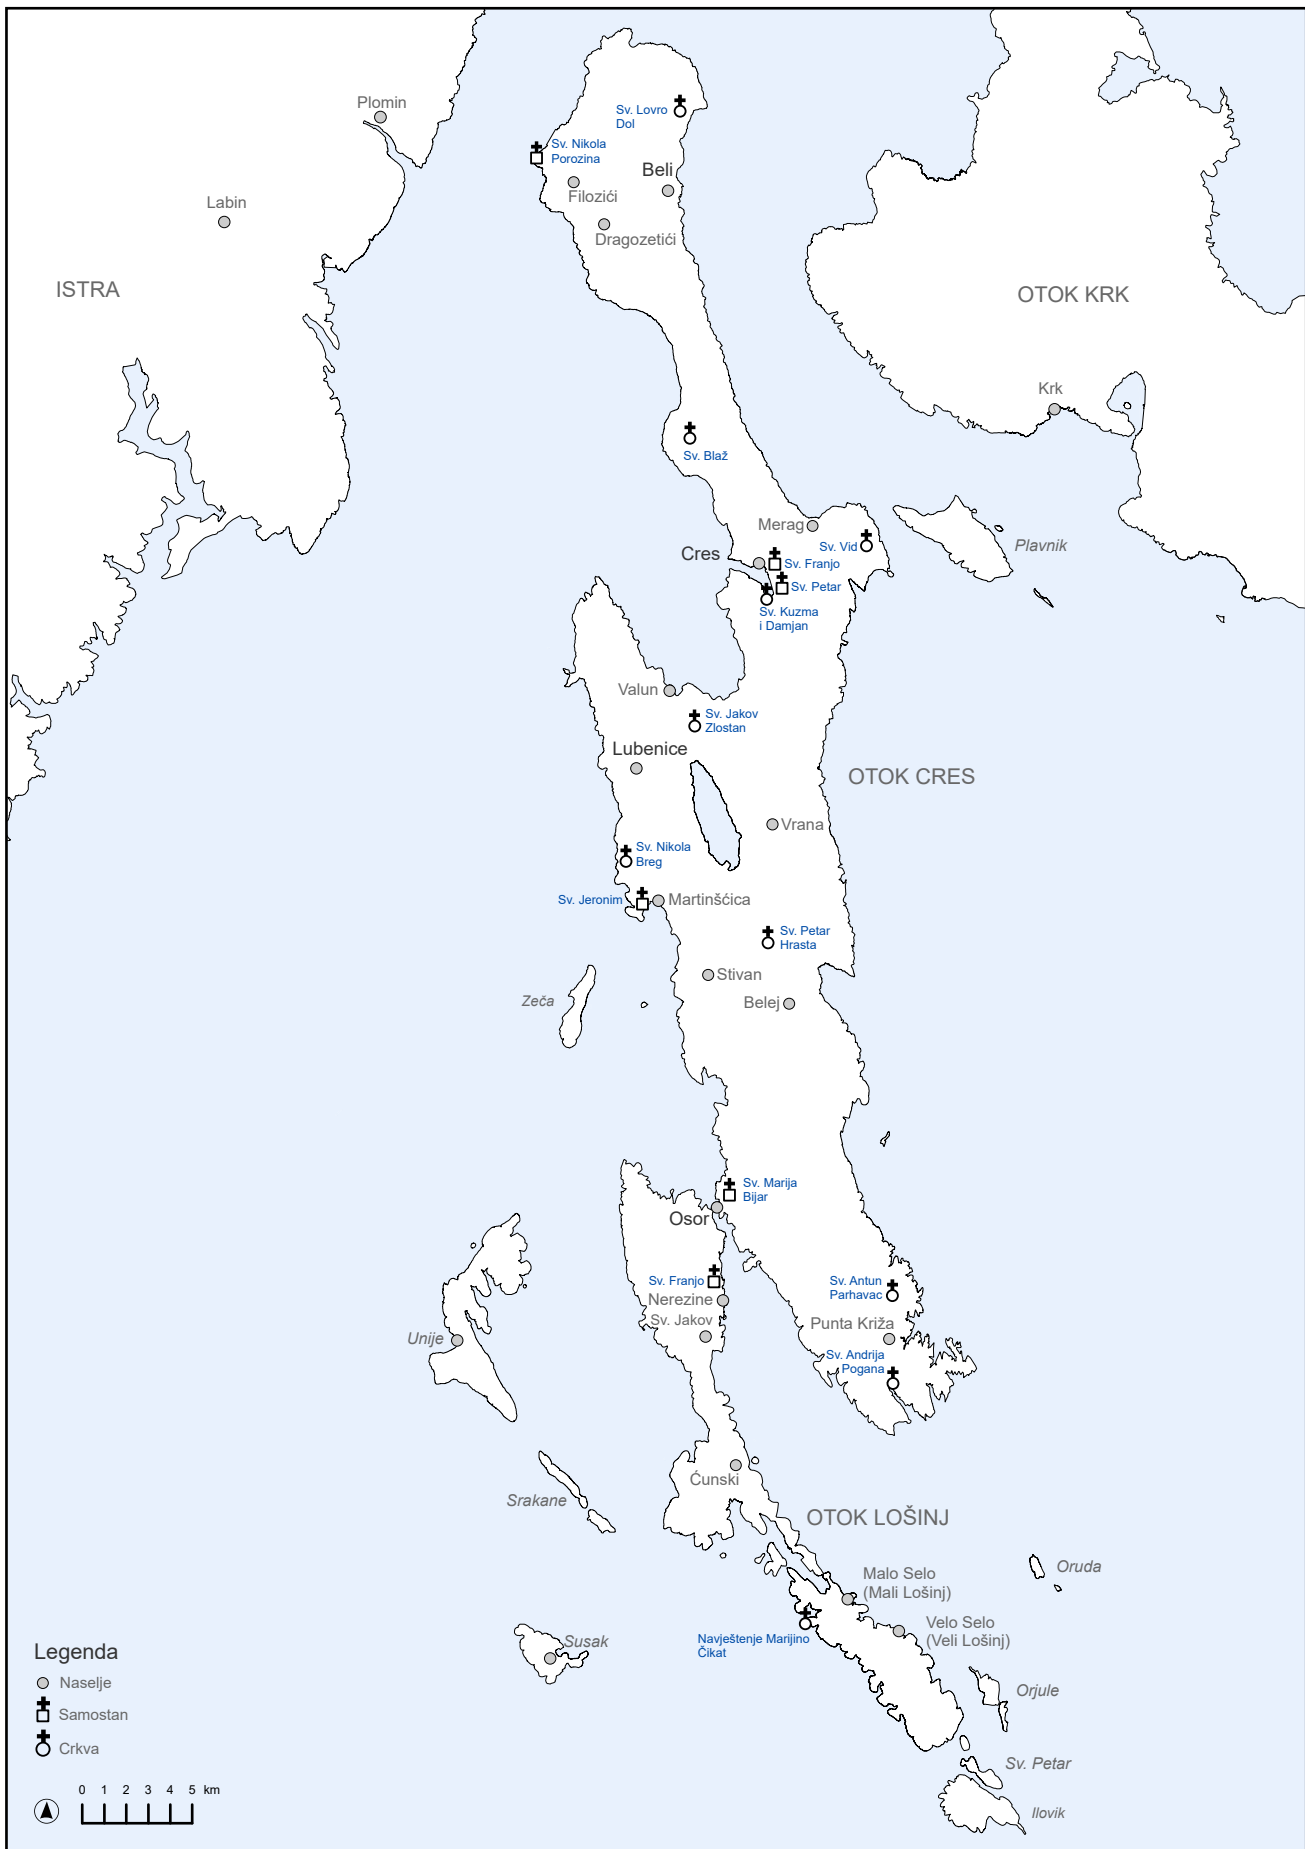 Plomin
Sv. Lovro
Dol
Sv. Nikola
Porozina
Beli
Filozići
Labin
Dragozetići
ISTRA
OTOK KRK
Krk
Sv. Blaž
Merag
Sv. Vid
Plavnik
Cres
Sv. Franjo
Sv. Petar
Sv. Kuzma
i Damjan
Valun
Sv. Jakov
Zlostan
Lubenice
OTOK CRES
Vrana
Sv. Nikola
Breg
Sv. Jeronim
Martinšćica
Sv. Petar
Hrasta
Stivan
Zeča
Belej
Sv. Marija
Bijar
Osor
Sv. Franjo
Sv. Antun
Parhavac
Nerezine
Sv. Jakov
Punta Križa
Unije
Sv. Andrija
Pogana
Ćunski
Srakane
OTOK LOŠINJ
Oruda
Malo Selo
(Mali Lošinj)
Velo Selo
(Veli Lošinj)
Navještenje Marijino
Čikat
Susak
Orjule
Sv. Petar
Ilovik
Legenda
Naselje
Samostan
Crkva
0 1 2 3 4 5 km